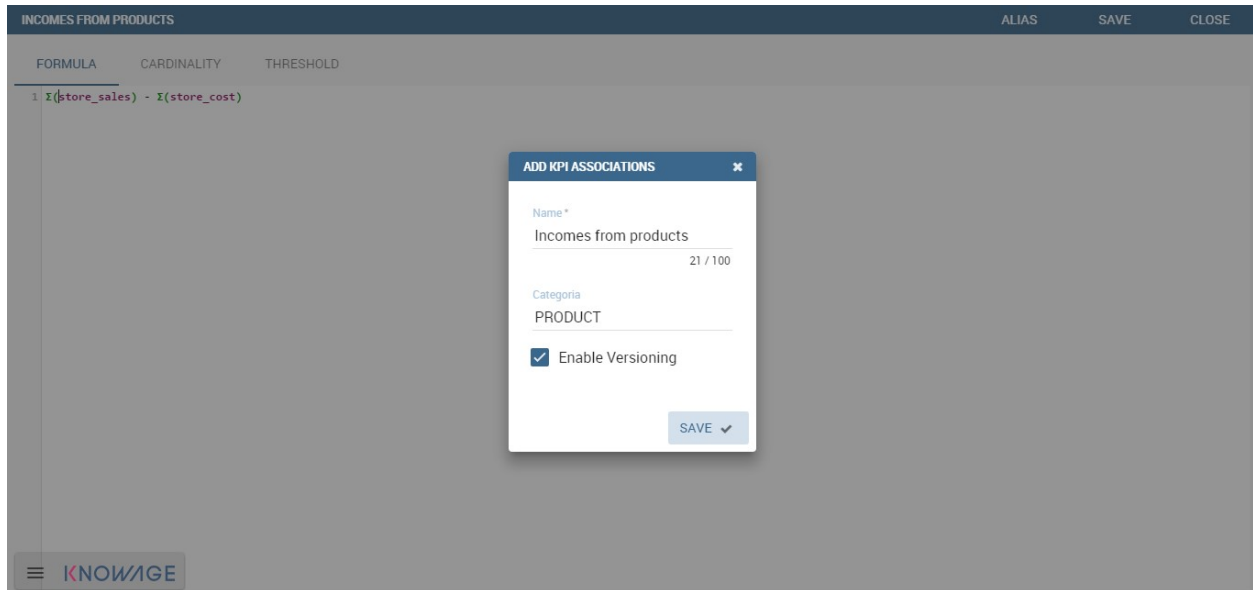 INCOMES FROM PRODUCTS ALIAS SAVE CLOSE
FORMULA CARDINALITY THRESHOLD
1 Σ(store_sales) - Σ(store_cost)
ADD KPI ASSOCIATIONS
Name *
Incomes from products
21 / 100
Categoria
PRODUCT
Enable Versioning
SAVE
KNOWAGE